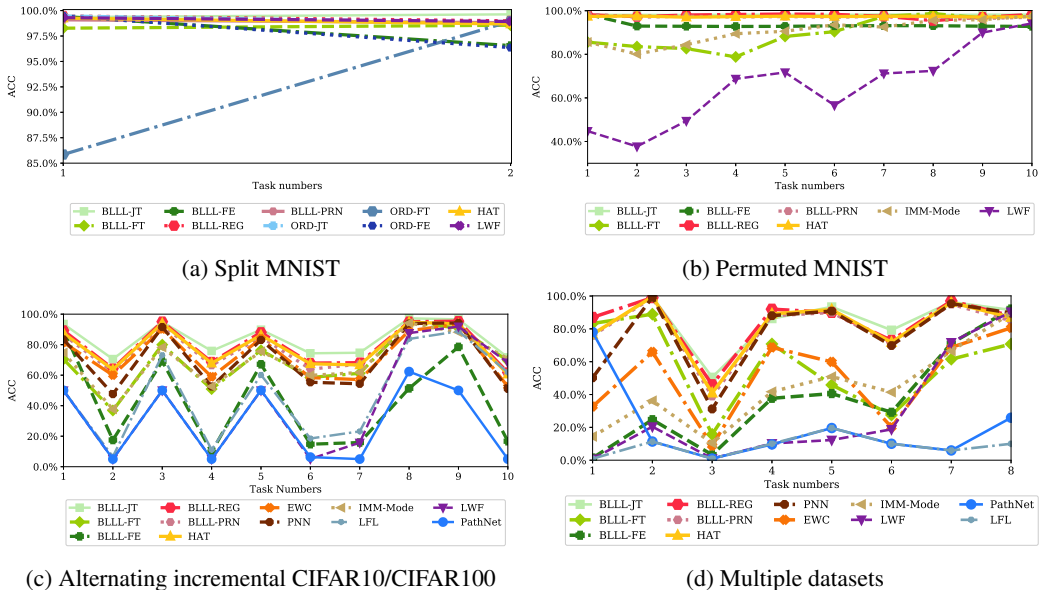 100.0%
97.5%
95.0%
92.5%
90.0%
87.5%
85.0%
ACC
1 2
Task numbers
BLLL-JT BLLL-FE BLLL-PRN ORD-FT HAT
BLLL-FT BLLL-REG ORD-JT ORD-FE LWF
(a) Split MNIST
100.0%
80.0%
60.0%
40.0%
ACC
1 2 3 4 5 6 7 8 9 10
Task numbers
BLLL-JT BLLL-FE BLLL-PRN IMM-Mode LWF
BLLL-FT BLLL-REG HAT
(b) Permuted MNIST
100.0%
80.0%
60.0%
40.0%
20.0%
0.0%
ACC
1 2 3 4 5 6 7 8 9 10
Task Numbers
BLLL-JT BLLL-REG EWC IMM-Mode LWF
BLLL-FT BLLL-PRN PNN LFL PathNet
BLLL-FE HAT
(c) Alternating incremental CIFAR10/CIFAR100
100.0%
80.0%
60.0%
40.0%
20.0%
0.0%
ACC
1 2 3 4 5 6 7 8
Task numbers
BLLL-JT BLLL-REG PNN IMM-Mode PathNet
BLLL-FT BLLL-PRN EWC LWF LFL
BLLL-FE HAT
(d) Multiple datasets